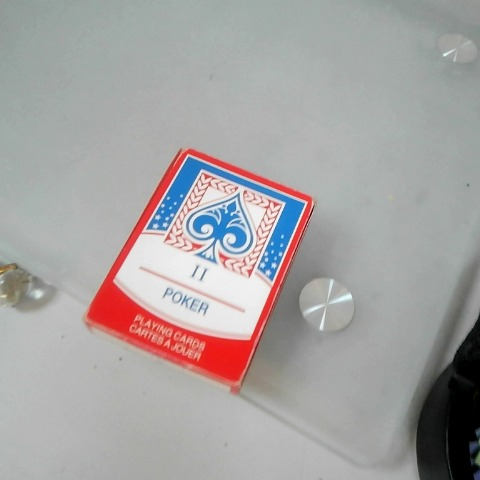 II
POKER
PLAYING CARDS
CARTES A JOUER